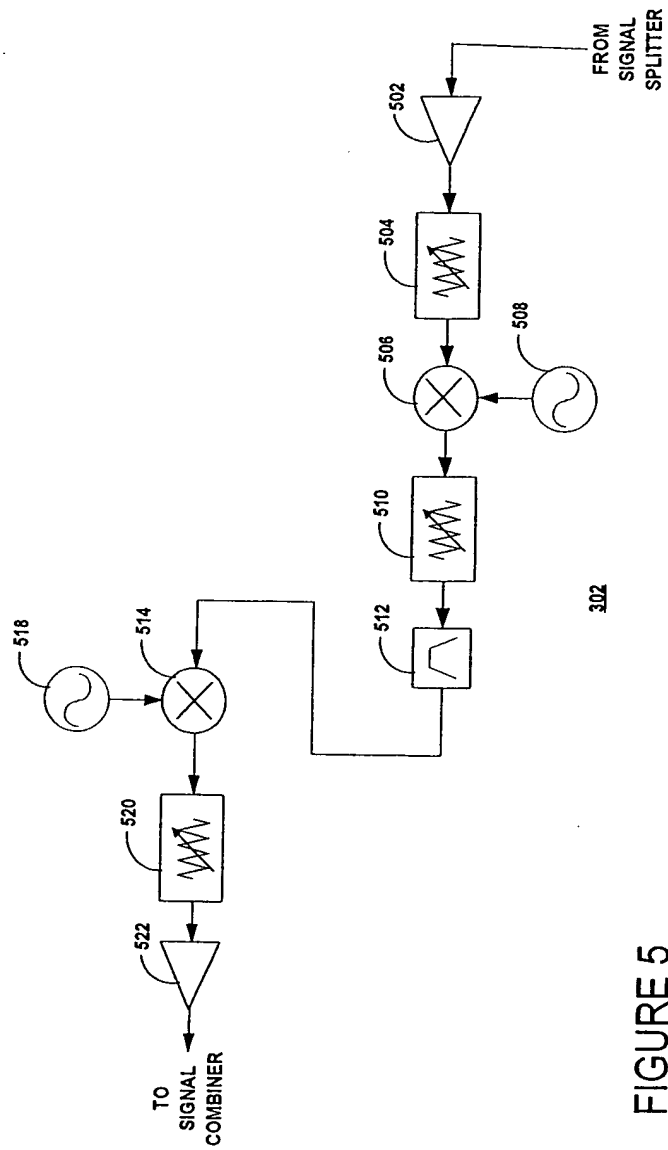 518
514
520
522
TO
SIGNAL
COMBINER
502
504
506
508
510
512
FROM
SIGNAL
SPLITTER
302
FIGURE 5